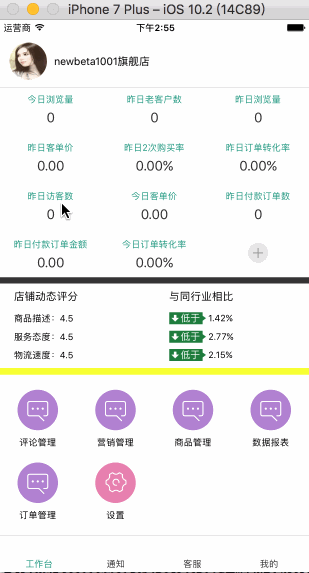 iPhone 7 Plus – iOS 10.2 (14C89)
运营商 下午2:55
newbeta1001旗舰店
今日浏览量 昨日老客户数 昨日浏览量
0 0 0
昨日客单价 昨日2次购买率 昨日订单转化率
0.00 0.00% 0.00%
昨日访客数 今日客单价 昨日付款订单数
0 0.00 0
昨日付款订单金额 今日订单转化率
0.00 0.00%
店铺动态评分 与同行业相比
商品描述：4.5 低于 1.42%
服务态度：4.5 低于 2.77%
物流速度：4.5 低于 2.15%
评论管理 营销管理 商品管理 数据报表
订单管理 设置
工作台 通知 客服 我的